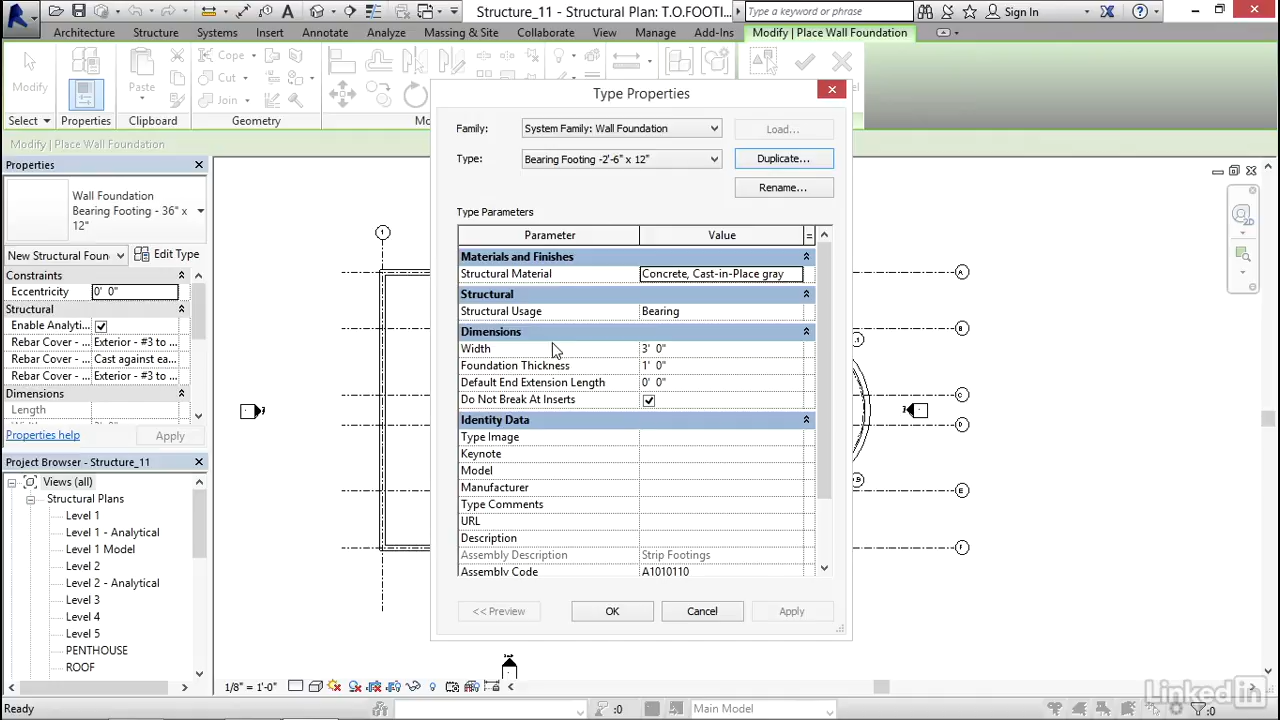 Structure_11 - Structural Plan: T.O.FOOTI...
Type a keyword or phrase
Sign In
Architecture
Structure
Systems
Insert
Annotate
Analyze
Massing & Site
Collaborate
View
Manage
Add-Ins
Modify | Place Wall Foundation
Modify
Paste
Cope
Cut
Join
Select
Properties
Clipboard
Geometry
Modify | Place Wall Foundation
Properties
Wall Foundation
Bearing Footing - 36" x
12"
New Structural Foun
Edit Type
Constraints
Eccentricity
0' 0"
Structural
Enable Analyti...
Rebar Cover - ...
Exterior - #3 to ...
Rebar Cover - ...
Cast against ea...
Rebar Cover - ...
Exterior - #3 to ...
Dimensions
Length
Properties help
Apply
Project Browser - Structure_11
Views (all)
Structural Plans
Level 1
Level 1 - Analytical
Level 1 Model
Level 2
Level 2 - Analytical
Level 3
Level 4
Level 5
PENTHOUSE
ROOF
Type Properties
Family:
System Family: Wall Foundation
Load...
Type:
Bearing Footing -2'-6" x 12"
Duplicate...
Rename...
Type Parameters
Parameter
Value
=
Materials and Finishes
Structural Material
Concrete, Cast-in-Place gray
Structural
Structural Usage
Bearing
Dimensions
Width
3' 0"
Foundation Thickness
1' 0"
Default End Extension Length
0' 0"
Do Not Break At Inserts
Identity Data
Type Image
Keynote
Model
Manufacturer
Type Comments
URL
Description
Assembly Description
Strip Footings
Assembly Code
A1010110
<< Preview
OK
Cancel
Apply
1
A
B
C
D
E
F
1/8" = 1'-0"
Ready
:0
Main Model
:0
LinkedIn